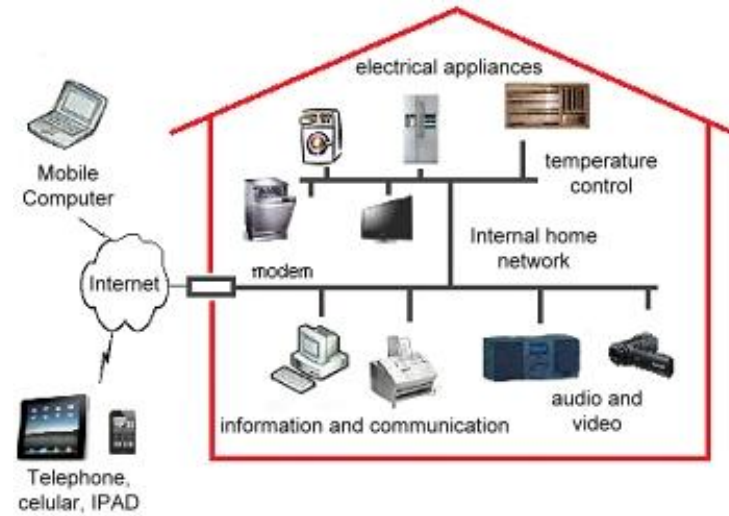 electrical appliances
temperature
control
Mobile
Computer
Internal home
network
Internet
modem
information and communication
audio and
video
Telephone,
celular, IPAD